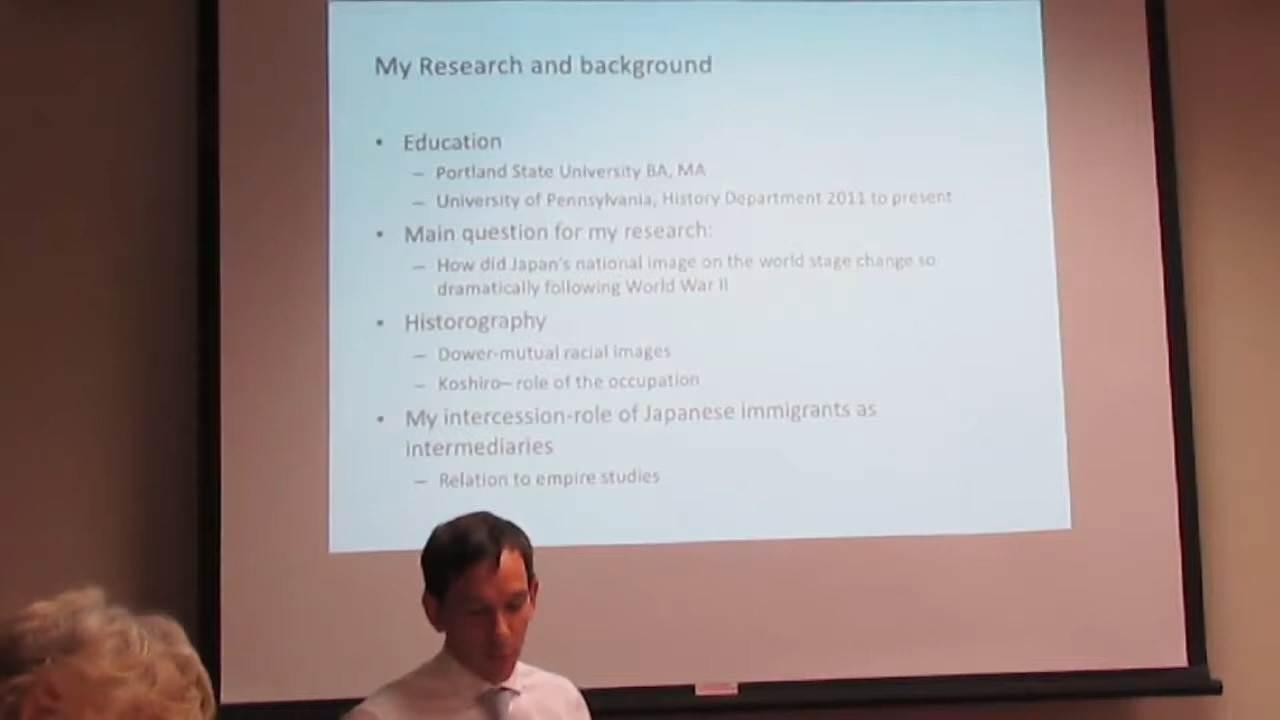 My Research and background
• Education
– Portland State University BA, MA
– University of Pennsylvania, History Department 2011 to present
• Main question for my research:
– How did Japan's national image on the world stage change so
dramatically following World War II
• Historography
– Dower-mutual racial images
– Koshiro– role of the occupation
• My intercession-role of Japanese immigrants as
intermediaries
– Relation to empire studies